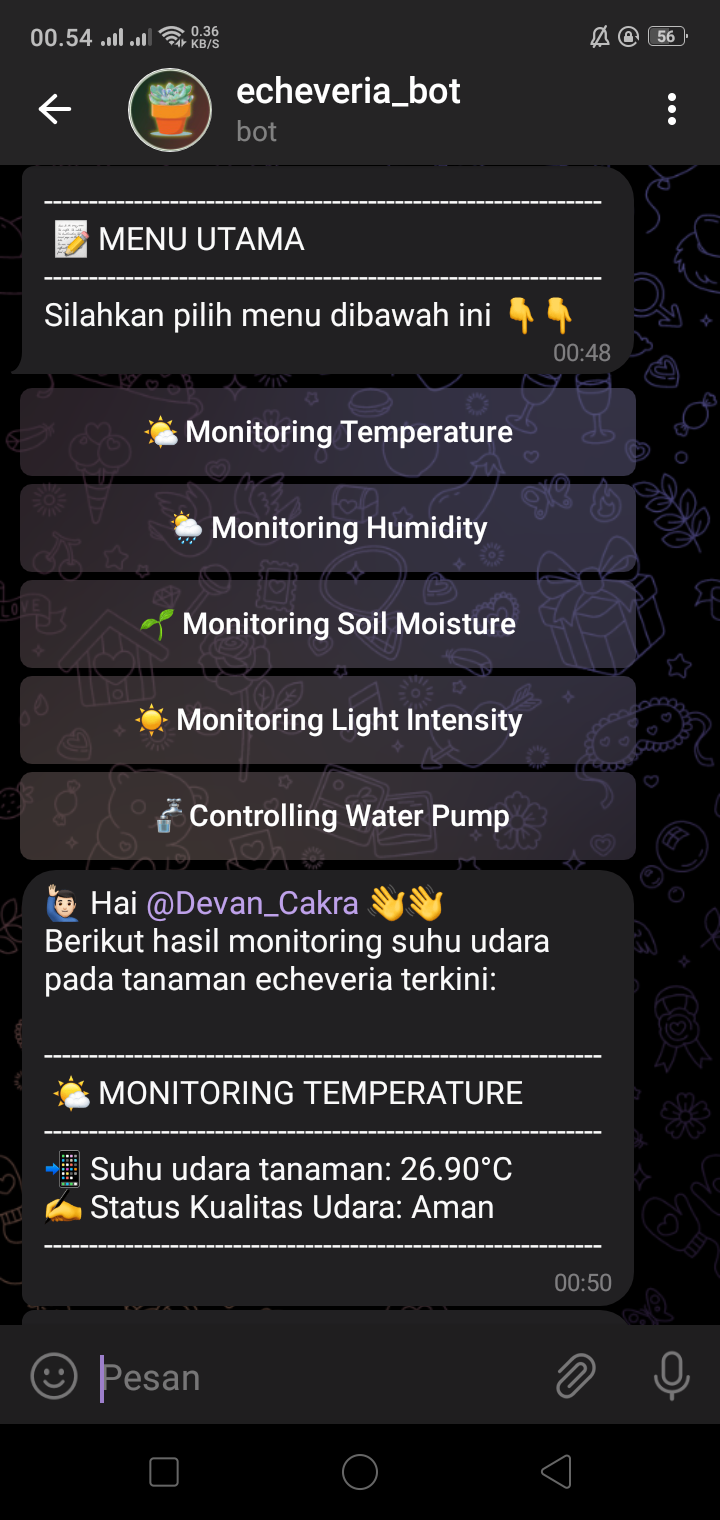 00.54 0.36 KB/S 56
echeveria_bot
bot
--------------------------------------------------------------
📝 MENU UTAMA
--------------------------------------------------------------
Silahkan pilih menu dibawah ini 👇👇
00:48
🌤 Monitoring Temperature
🌦 Monitoring Humidity
🌱 Monitoring Soil Moisture
☀️ Monitoring Light Intensity
🚰 Controlling Water Pump
🙋🏻‍♂️ Hai @Devan_Cakra 👋👋
Berikut hasil monitoring suhu udara
pada tanaman echeveria terkini:
--------------------------------------------------------------
🌤 MONITORING TEMPERATURE
--------------------------------------------------------------
📲 Suhu udara tanaman: 26.90°C
✍️ Status Kualitas Udara: Aman
--------------------------------------------------------------
00:50
Pesan